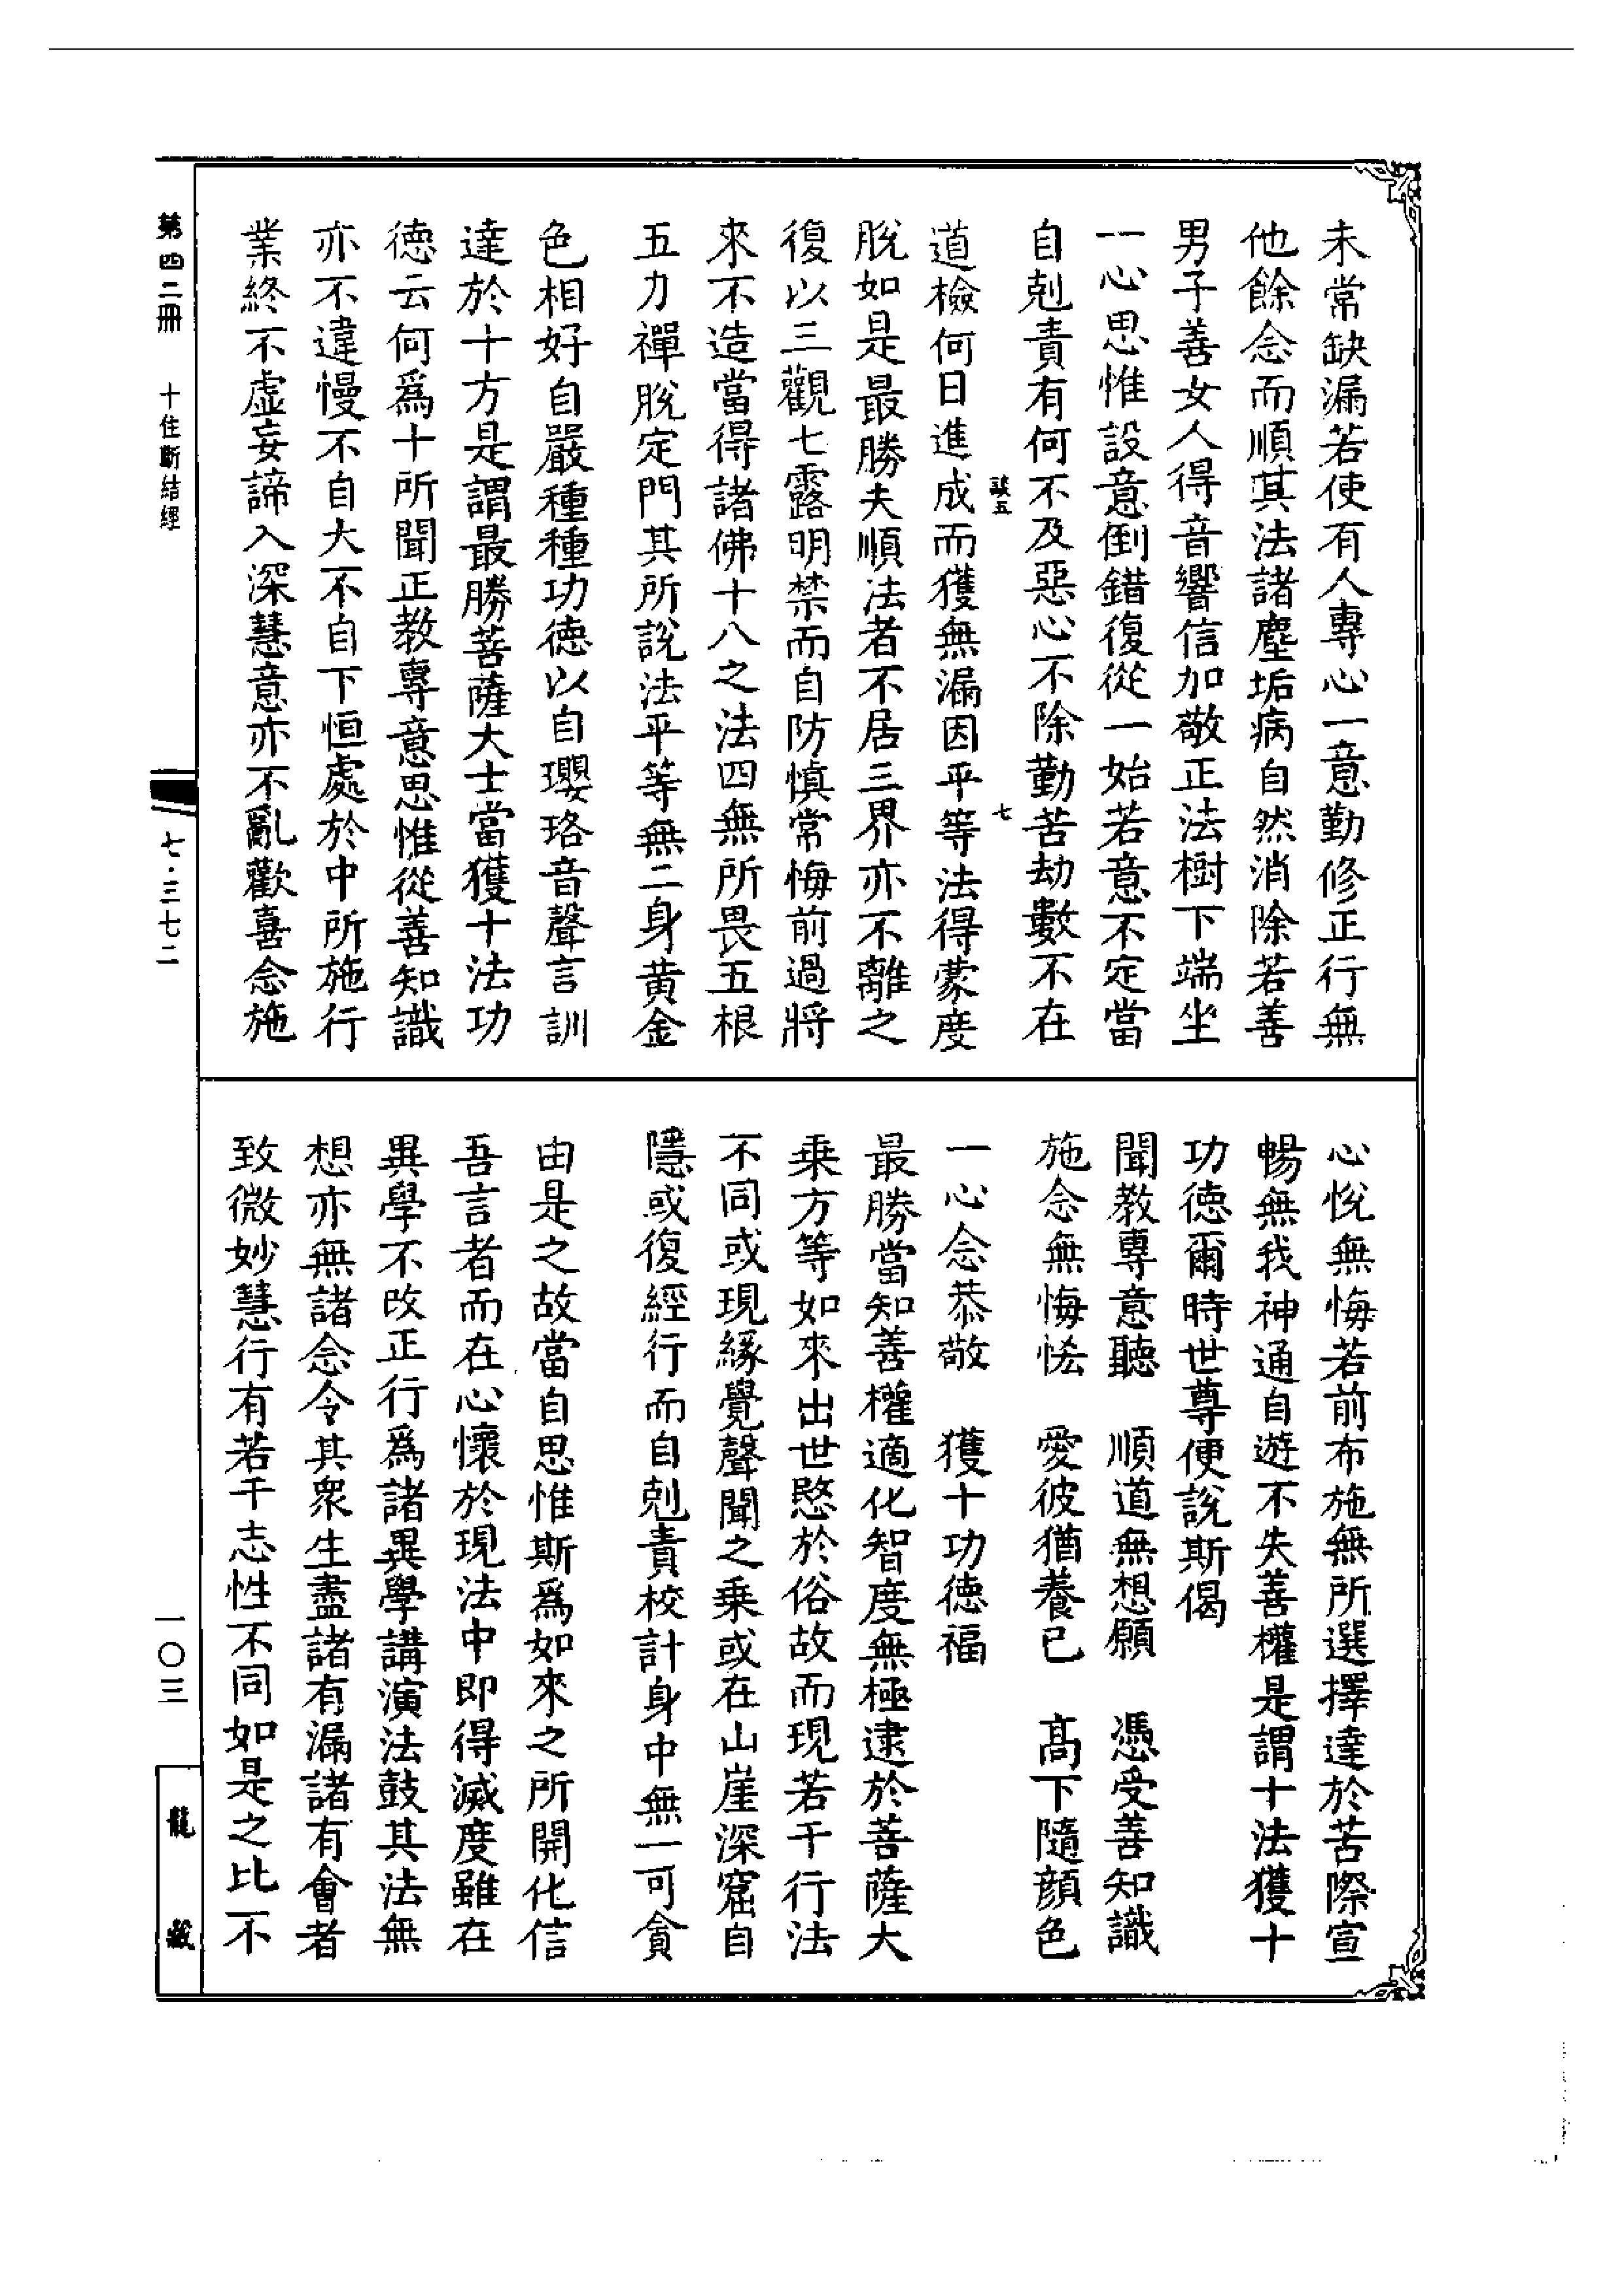 未常缺漏若使有人專心一意勤修正行無
他餘念而順其法諸塵垢病自然消除若善
男子善女人得音響信加敬正法樹下端坐
一心思惟設意倒錯復從一始若意不定當
自剋責有何不及惡心不除勤苦劫數不在
五 七
道檢何日進成而獲無漏因平等法得蒙度
脫如是最勝夫順法者不居三界亦不離之
復以三觀七露明禁而自防慎常悔前過將
來不造當得諸佛十八之法四無所畏五根
五力禪脫定門其所說法平等無二身黃金
色相好自嚴種種功德以自瓔珞音聲言訓
達於十方是謂最勝菩薩大士當獲十法功
德云何爲十所聞正教專意思惟從善知識
亦不違慢不自大不自下恒處於中所施行
業終不虛妄諦入深慧意亦不亂歡喜念施
心悅無悔若前布施無所選擇達於苦際宣
暢無我神通自遊不失善權是謂十法獲十
功德爾時世尊便說斯偈
聞教專意聽 順道無想願 憑受善知識
施念無悔恡 愛彼猶養己 高下隨顏色
一心念恭敬 獲十功德福
最勝當知善權適化智度無極逮於菩薩大
乘方等如來出世愍於俗故而現若干行法
不同或現緣覺聲聞之乘或在山崖深窟自
隱或復經行而自剋責校計身中無一可貪
由是之故當自思惟斯爲如來之所開化信
吾言者而在心懷於現法中即得滅度雖在
異學不改正行爲諸異學講演法鼓其法無
想亦無諸念令其衆生盡諸有漏諸有會者
致微妙慧行有若干志性不同如是之比不
第四二冊 十住斷結經
七·三七二
一〇三
龍藏